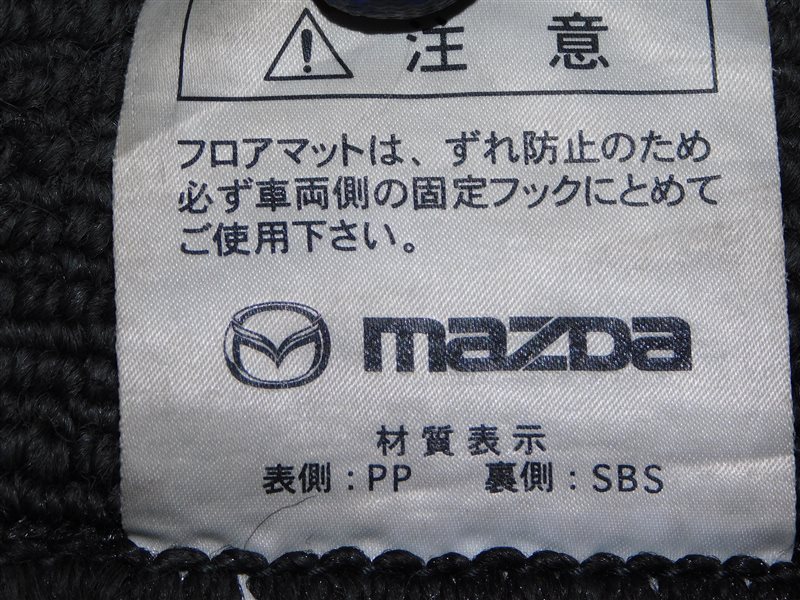 注 意
フロアマットは、ずれ防止のため
必ず車両側の固定フックにとめて
ご使用下さい。
mazDa
材質表示
表側：PP 裏側：SBS